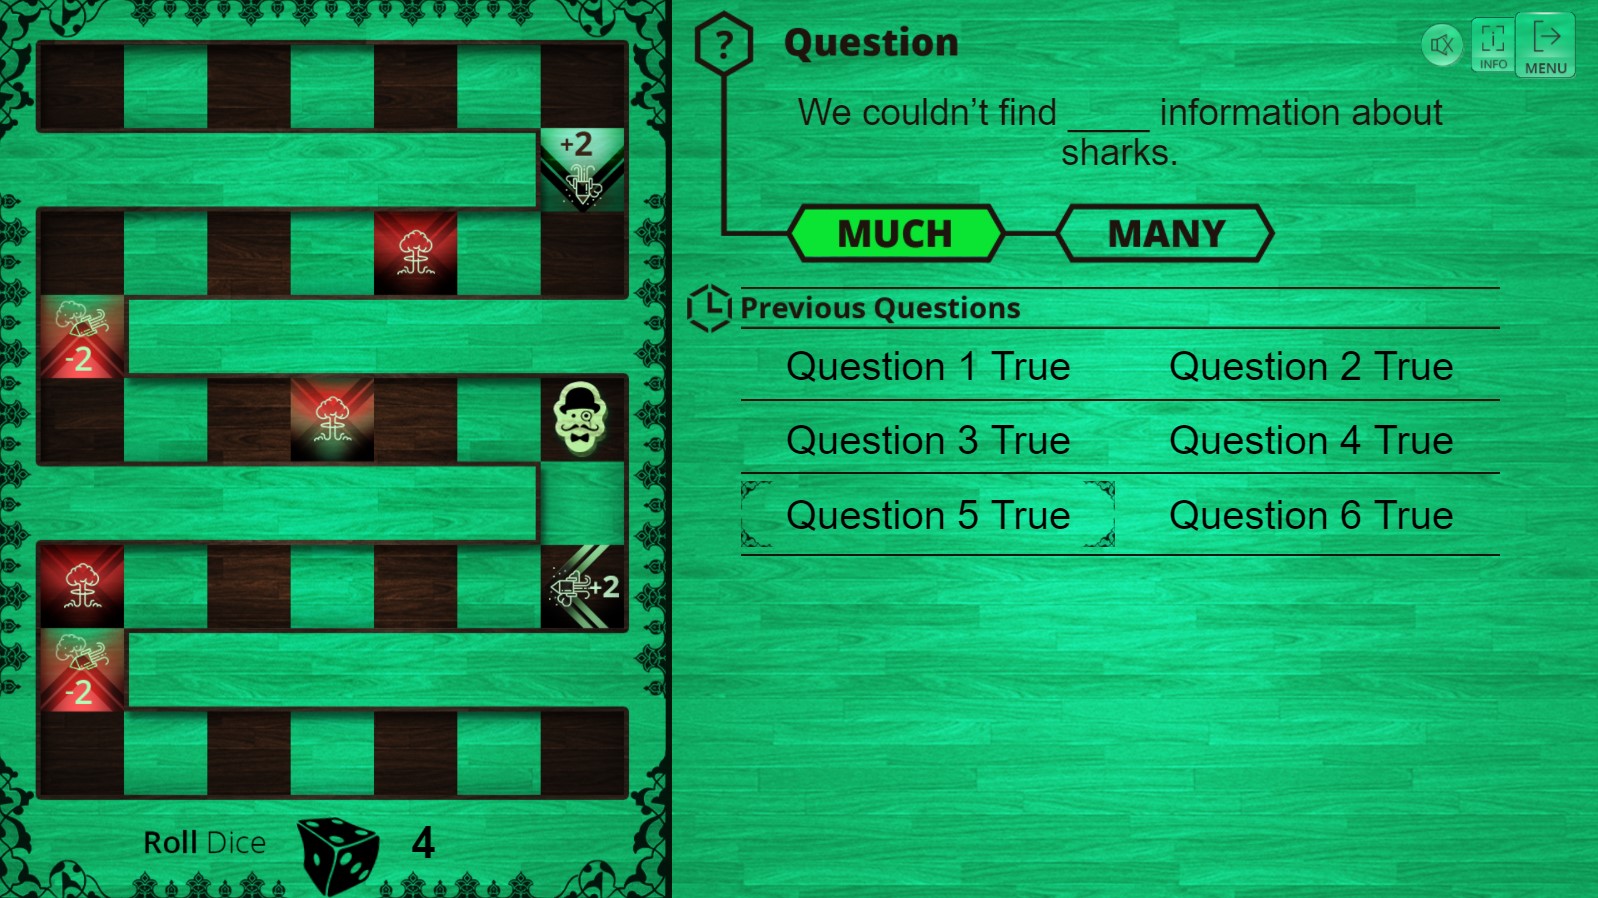 Question
?
INFO
MENU
We couldn’t find ____ information about
sharks.
MUCH
MANY
Previous Questions
Question 1 True
Question 2 True
Question 3 True
Question 4 True
Question 5 True
Question 6 True
+2
-2
+2
-2
Roll Dice
4